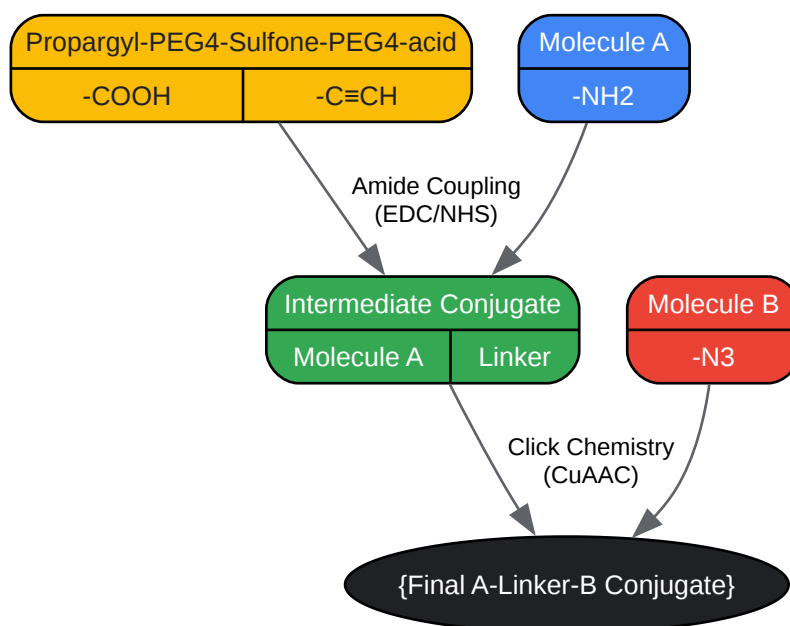 Propargyl-PEG4-Sulfone-PEG4-acid
-COOH
-C≡CH
Molecule A
-NH2
Amide Coupling
(EDC/NHS)
Intermediate Conjugate
Molecule A
Linker
Molecule B
-N3
Click Chemistry
(CuAAC)
{Final A-Linker-B Conjugate}